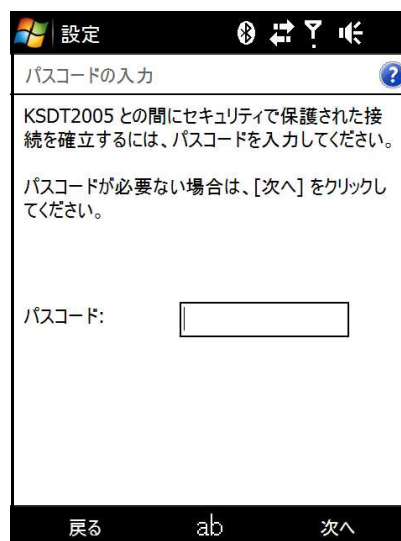 設定
パスコードの入力
KSDT2005 との間にセキュリティで保護された接
続を確立するには、パスコードを入力してください。
パスコードが必要ない場合は、[次へ] をクリックし
てください。
パスコード:
戻る ab 次へ